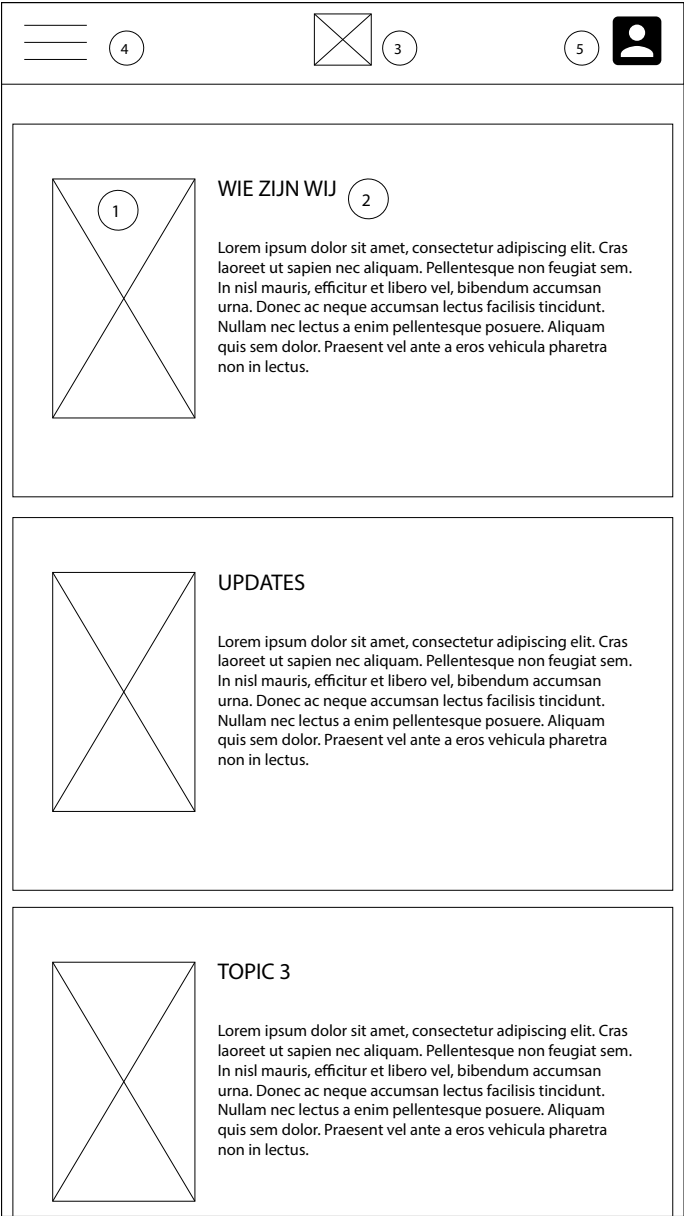 4
3
5
1
WIE ZIJN WIJ
2
Lorem ipsum dolor sit amet, consectetur adipiscing elit. Cras
laoreet ut sapien nec aliquam. Pellentesque non feugiat sem.
In nisl mauris, efficitur et libero vel, bibendum accumsan
urna. Donec ac neque accumsan lectus facilisis tincidunt.
Nullam nec lectus a enim pellentesque posuere. Aliquam
quis sem dolor. Praesent vel ante a eros vehicula pharetra
non in lectus.
UPDATES
Lorem ipsum dolor sit amet, consectetur adipiscing elit. Cras
laoreet ut sapien nec aliquam. Pellentesque non feugiat sem.
In nisl mauris, efficitur et libero vel, bibendum accumsan
urna. Donec ac neque accumsan lectus facilisis tincidunt.
Nullam nec lectus a enim pellentesque posuere. Aliquam
quis sem dolor. Praesent vel ante a eros vehicula pharetra
non in lectus.
TOPIC 3
Lorem ipsum dolor sit amet, consectetur adipiscing elit. Cras
laoreet ut sapien nec aliquam. Pellentesque non feugiat sem.
In nisl mauris, efficitur et libero vel, bibendum accumsan
urna. Donec ac neque accumsan lectus facilisis tincidunt.
Nullam nec lectus a enim pellentesque posuere. Aliquam
quis sem dolor. Praesent vel ante a eros vehicula pharetra
non in lectus.